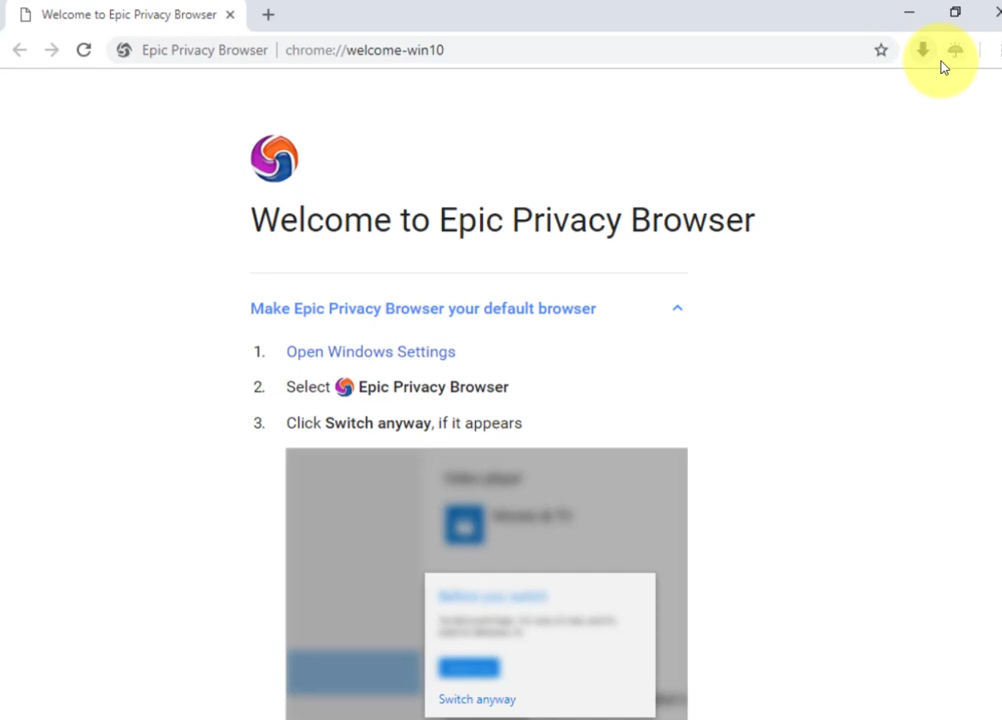 Welcome to Epic Privacy Browser
Epic Privacy Browser | chrome://welcome-win10
Welcome to Epic Privacy Browser
Make Epic Privacy Browser your default browser
1. Open Windows Settings
2. Select Epic Privacy Browser
3. Click Switch anyway, if it appears
Switch anyway